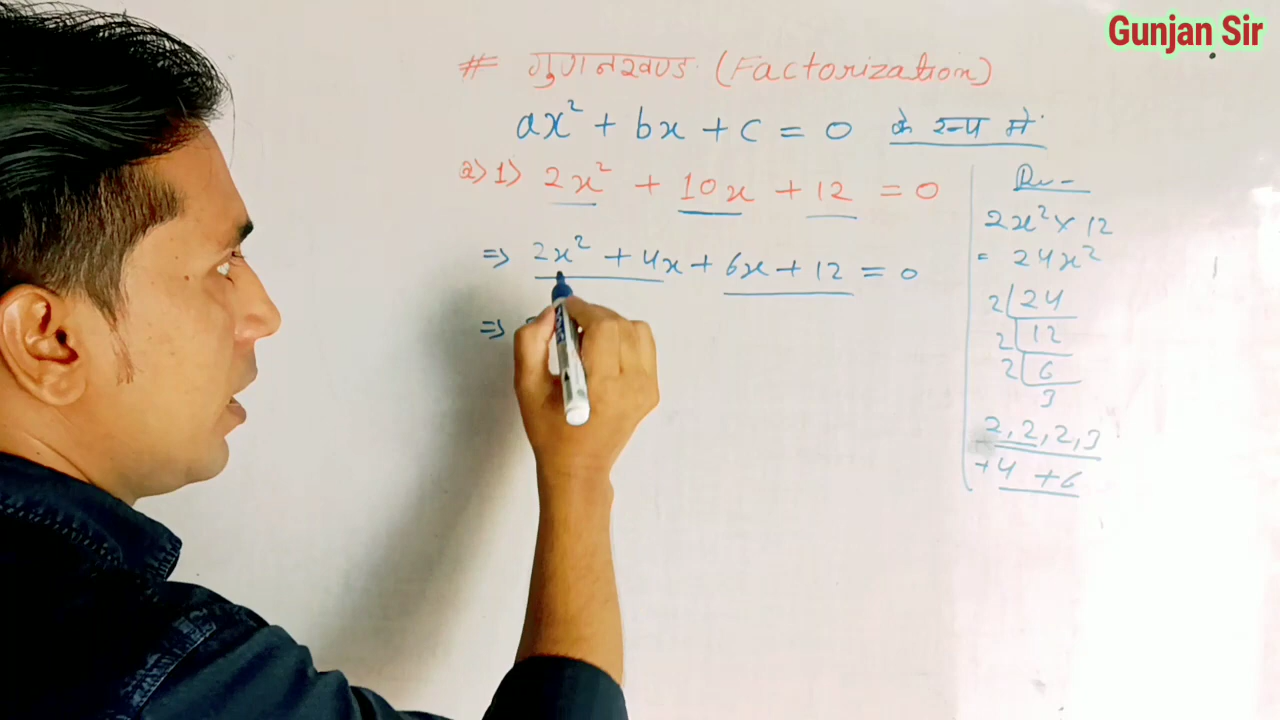 Gunjan Sir
# गुणनखण्ड (Factorization)
ax² + bx + c = 0 के रूप में
a> 1> 2x² + 10x + 12 = 0
⇒ 2x² + 4x + 6x + 12 = 0
⇒
2x² × 12
= 24x²
2 | 24
2 | 12
2 | 6
3
2, 2, 2, 3
+4 +6